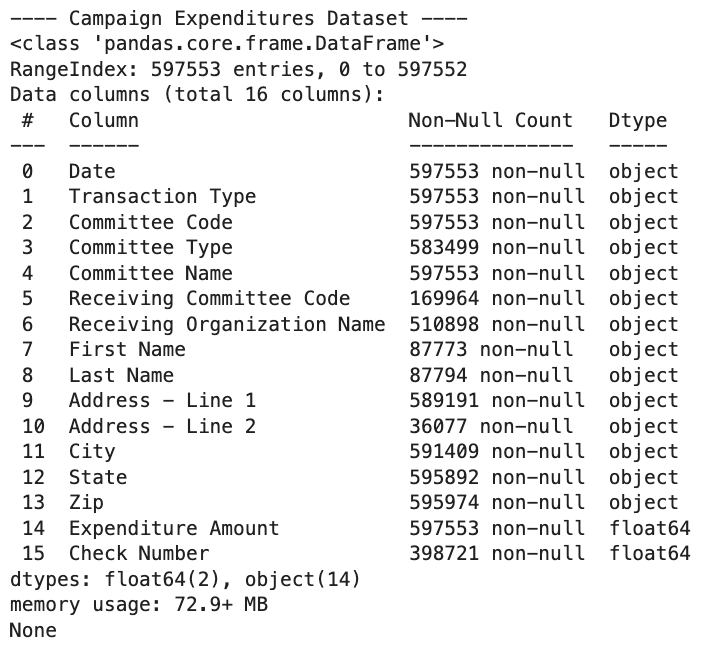 ---- Campaign Expenditures Dataset ----
<class 'pandas.core.frame.DataFrame'>
RangeIndex: 597553 entries, 0 to 597552
Data columns (total 16 columns):
 #   Column                       Non-Null Count   Dtype
---  ------                       --------------   -----
 0   Date                         597553 non-null  object
 1   Transaction Type             597553 non-null  object
 2   Committee Code               597553 non-null  object
 3   Committee Type               583499 non-null  object
 4   Committee Name               597553 non-null  object
 5   Receiving Committee Code     169964 non-null  object
 6   Receiving Organization Name  510898 non-null  object
 7   First Name                   87773 non-null   object
 8   Last Name                    87794 non-null   object
 9   Address - Line 1             589191 non-null  object
 10  Address - Line 2             36077 non-null   object
 11  City                         591409 non-null  object
 12  State                        595892 non-null  object
 13  Zip                          595974 non-null  object
 14  Expenditure Amount           597553 non-null  float64
 15  Check Number                 398721 non-null  float64
dtypes: float64(2), object(14)
memory usage: 72.9+ MB
None